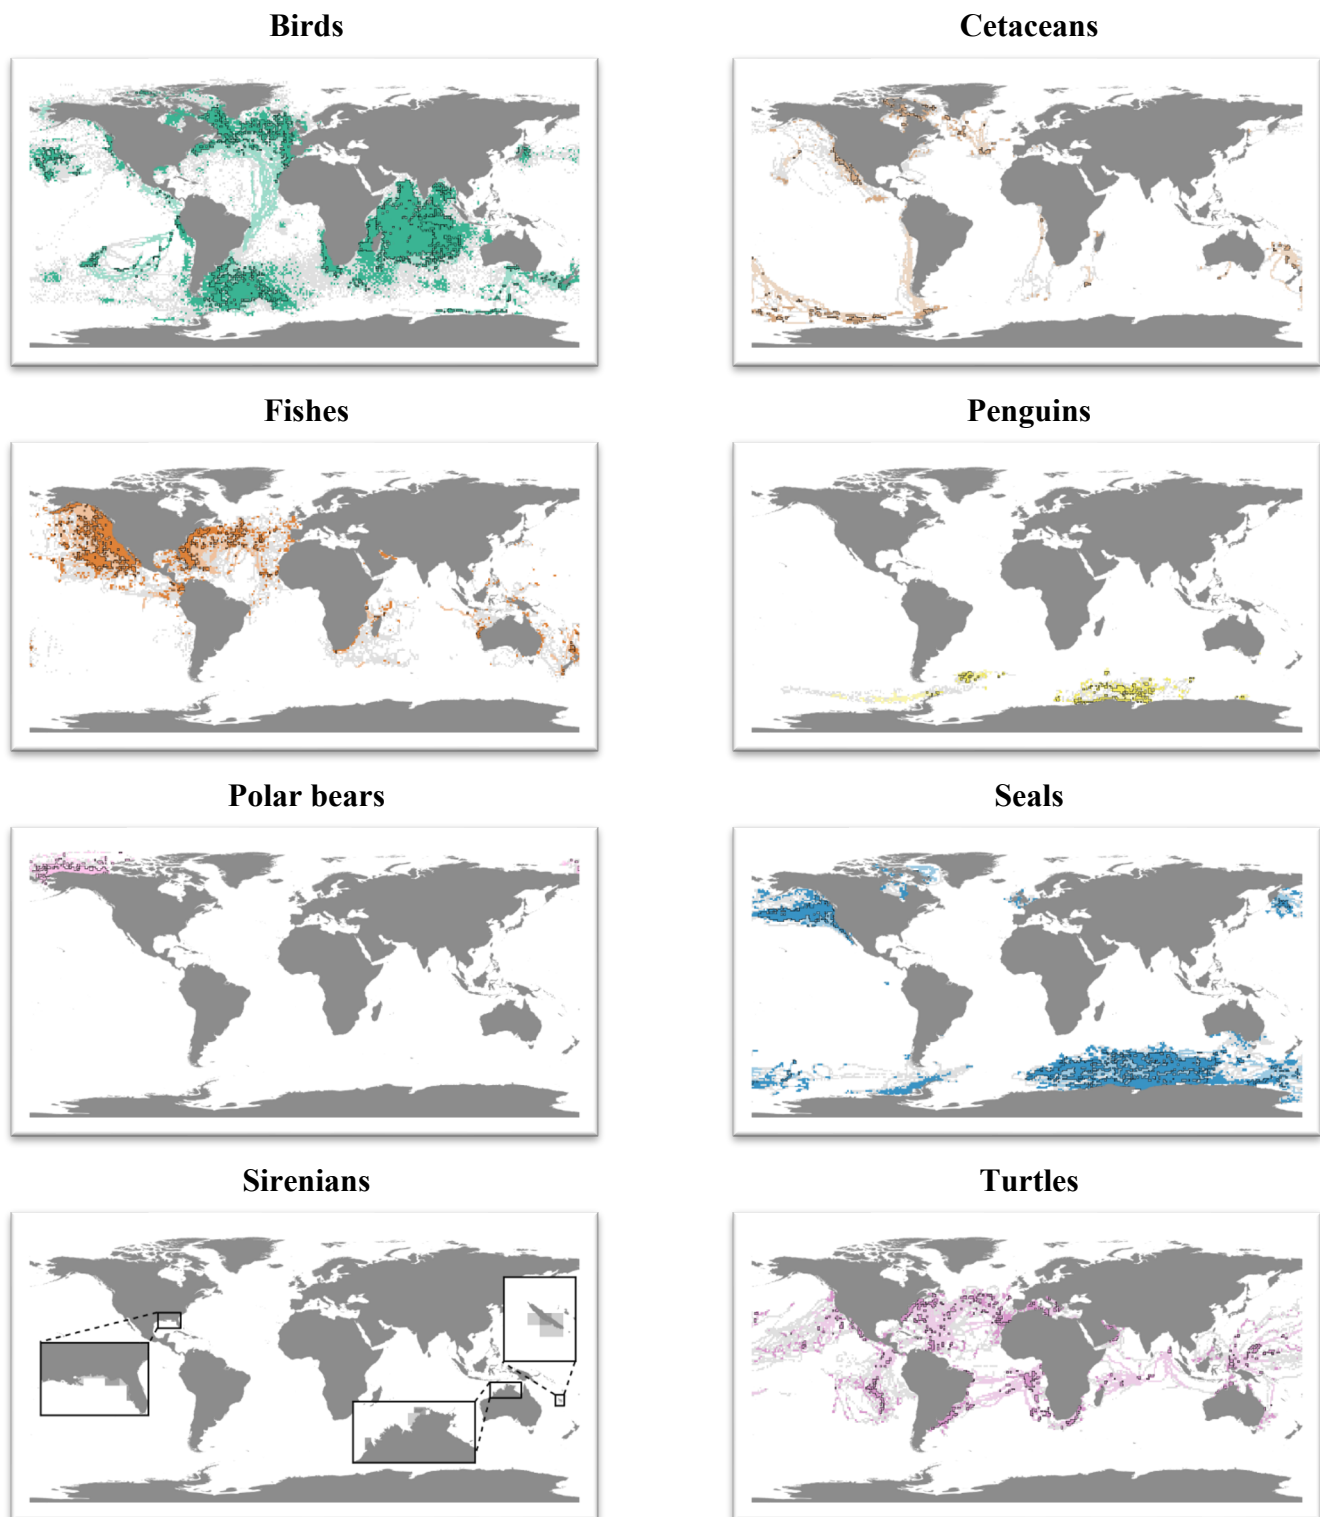 Birds
Cetaceans
Fishes
Penguins
Polar bears
Seals
Sirenians
Turtles